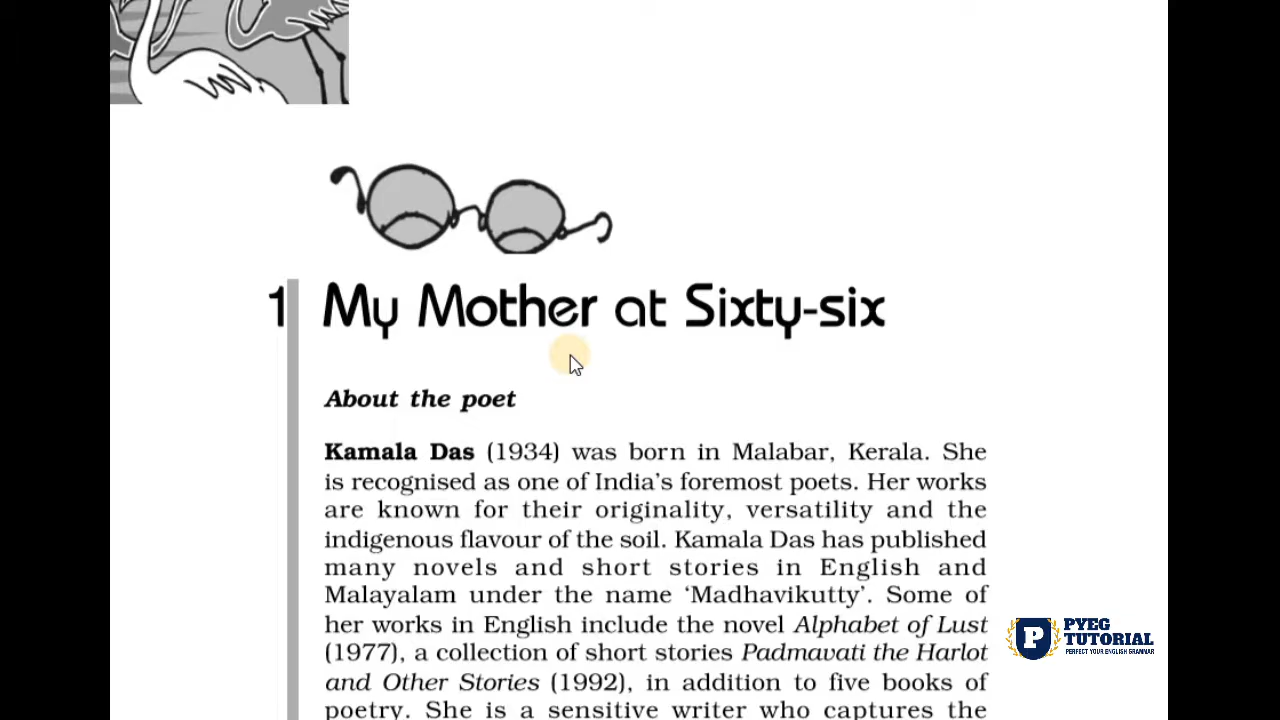 1 My Mother at Sixty-six
About the poet
Kamala Das (1934) was born in Malabar, Kerala. She
is recognised as one of India's foremost poets. Her works
are known for their originality, versatility and the
indigenous flavour of the soil. Kamala Das has published
many novels and short stories in English and
Malayalam under the name ‘Madhavikutty’. Some of
her works in English include the novel Alphabet of Lust
(1977), a collection of short stories Padmavati the Harlot
and Other Stories (1992), in addition to five books of
poetry. She is a sensitive writer who captures the
P
PYEG
TUTORIAL
PERFECT YOUR ENGLISH GRAMMAR